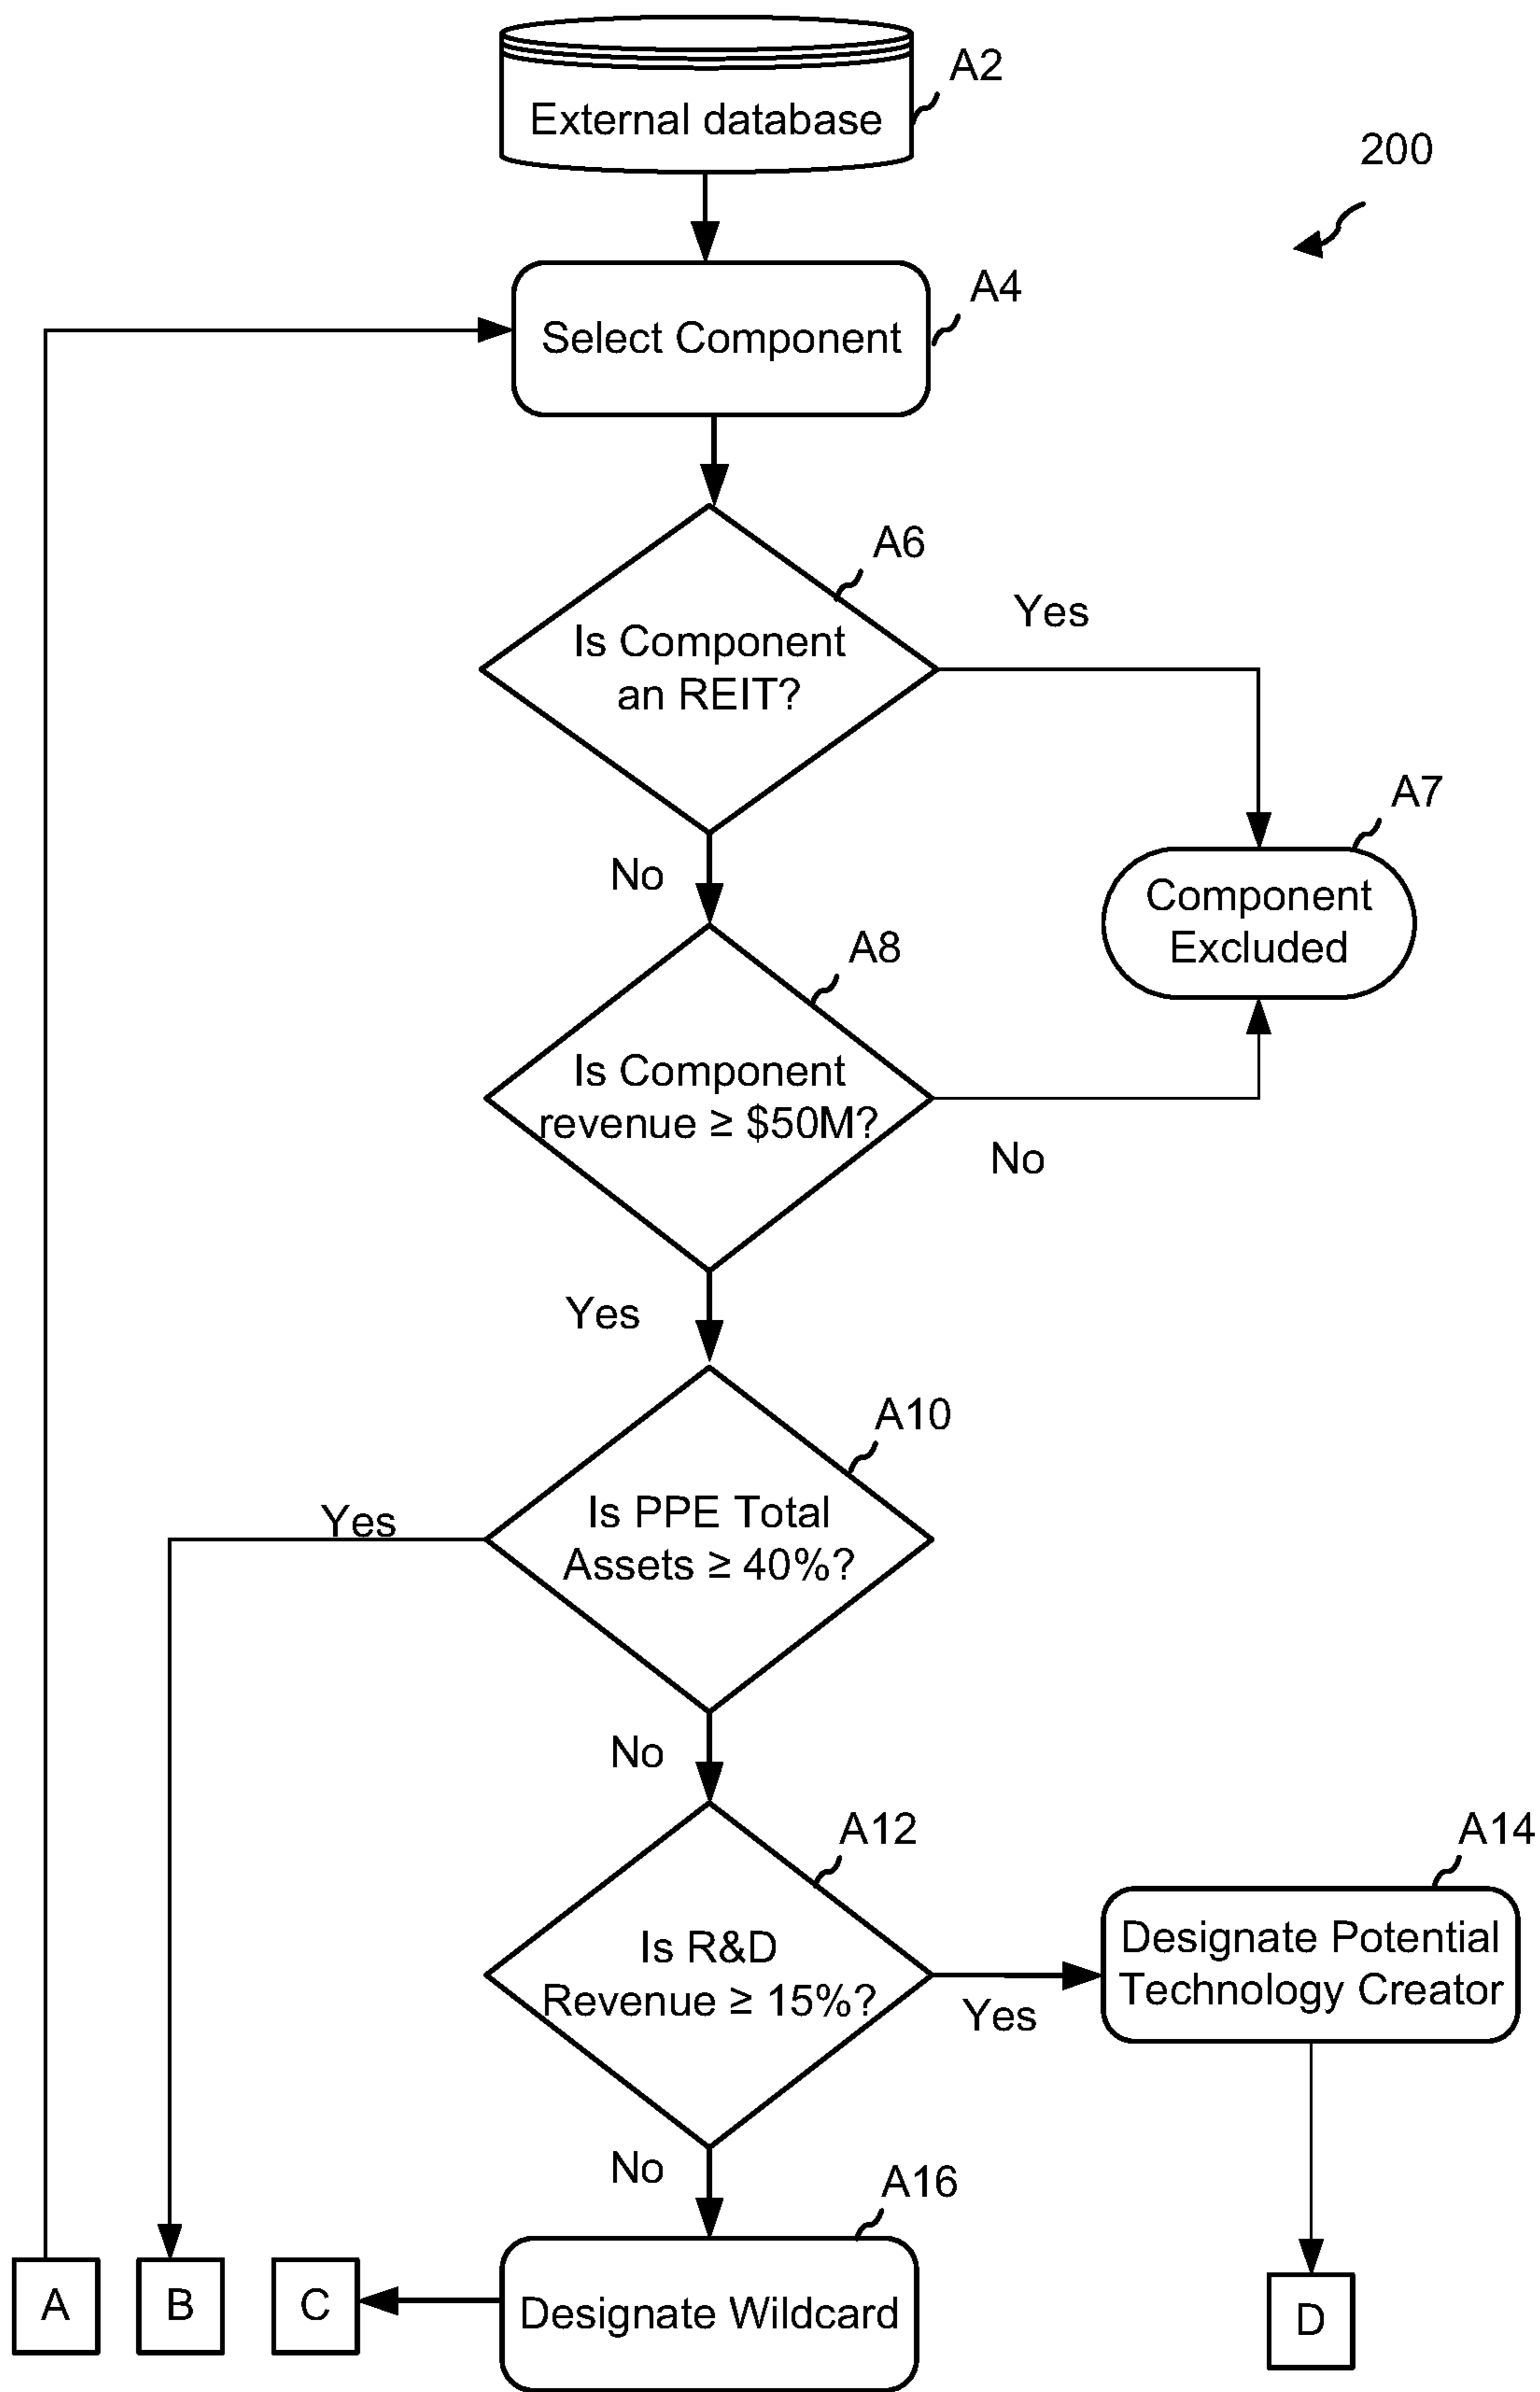 A2
External database
200
A4
Select Component
A6
Yes
Is Component
an REIT?
A7
No
Component
Excluded
A8
Is Component
revenue ≥ $50M?
No
Yes
A10
Yes
Is PPE Total
Assets ≥ 40%?
No
A12
A14
Is R&D
Revenue ≥ 15%?
Yes
Designate Potential
Technology Creator
No
A16
A
B
C
Designate Wildcard
D